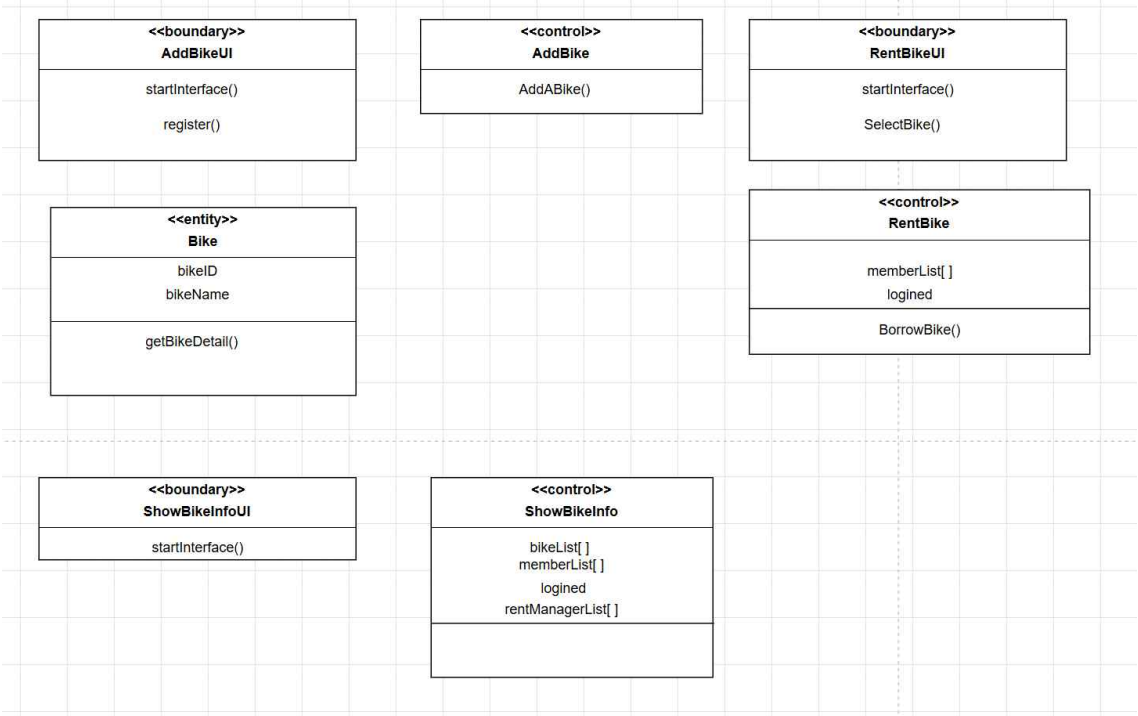 <<boundary>>
AddBikeUI
startInterface()
register()
<<control>>
AddBike
AddABike()
<<boundary>>
RentBikeUI
startInterface()
SelectBike()
<<entity>>
Bike
bikeID
bikeName
getBikeDetail()
<<control>>
RentBike
memberList[ ]
logined
BorrowBike()
<<boundary>>
ShowBikeInfoUI
startInterface()
<<control>>
ShowBikeInfo
bikeList[ ]
memberList[ ]
logined
rentManagerList[ ]